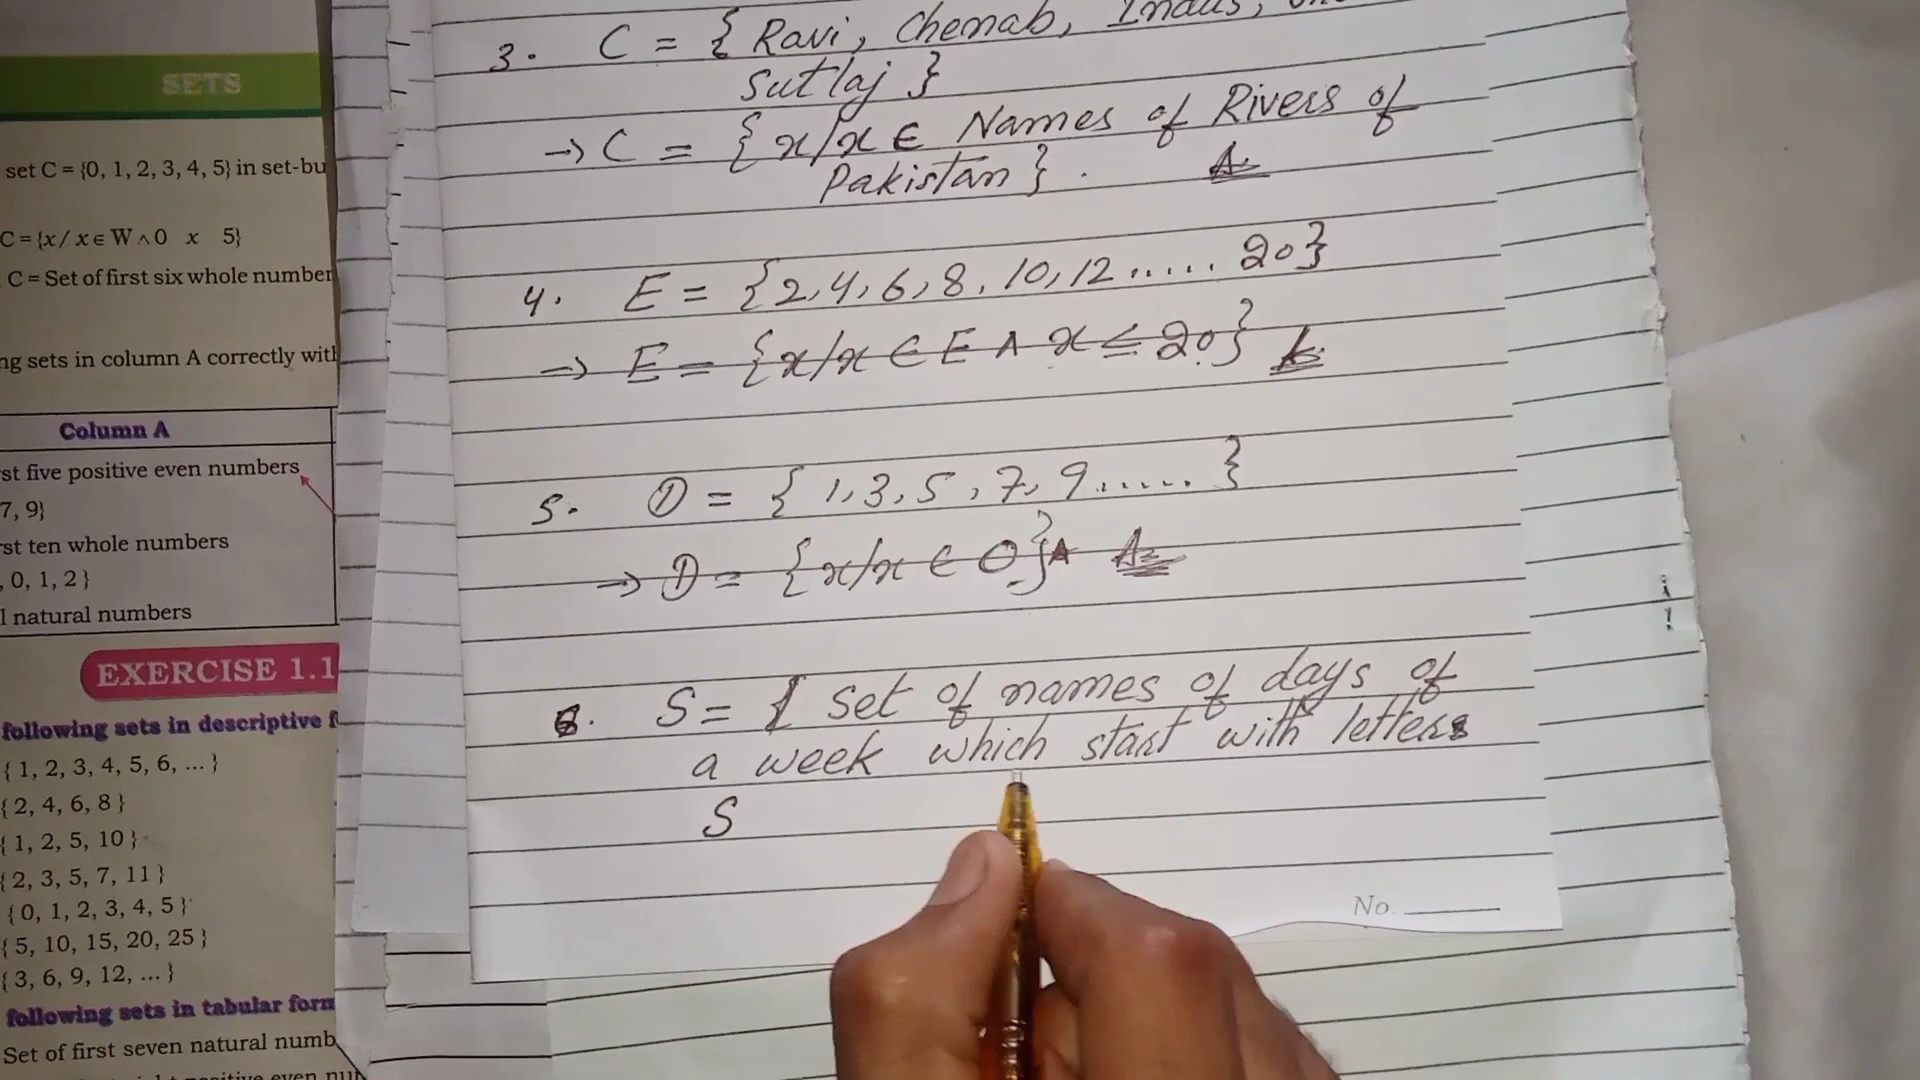 SETS
set C = {0, 1, 2, 3, 4, 5} in set-bu
C = {x/ x ∈ W ∧ 0 x 5}
C = Set of first six whole number
ng sets in column A correctly with
Column A
st five positive even numbers
7, 9}
st ten whole numbers
, 0, 1, 2}
l natural numbers
EXERCISE 1.1
following sets in descriptive f
{ 1, 2, 3, 4, 5, 6, ... }
{ 2, 4, 6, 8 }
{ 1, 2, 5, 10 }
{ 2, 3, 5, 7, 11 }
{ 0, 1, 2, 3, 4, 5 }
{ 5, 10, 15, 20, 25 }
{ 3, 6, 9, 12, ... }
following sets in tabular form
Set of first seven natural numb
positive even
3. C = { Ravi, Chenab, Indus,
Sutlaj }
→ C = { x/x ∈ Names of Rivers of
Pakistan } .
4. E = {2, 4, 6, 8, 10, 12 ..... 20}
→ E = {x/x ∈ E ∧ x ≤ 20}
5. O = { 1, 3, 5, 7, 9 ...... }
→ O = {x/x ∈ O}
6. S = Set of names of days of
a week which start with letters
S
No.